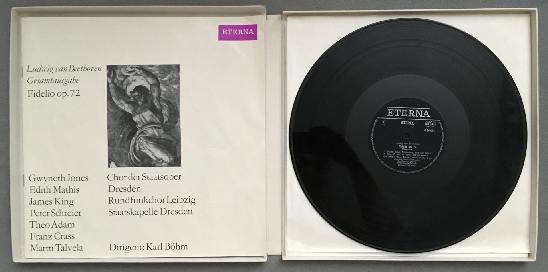 ETERNA
Ludwig van Beethoven
Gesamtausgabe
Fidelio op. 72
Gwyneth Jones
Edith Mathis
James King
Peter Schreier
Theo Adam
Franz Crass
Martti Talvela
Chor der Staatsoper
Dresden
Rundfunkchor Leipzig
Staatskapelle Dresden
Dirigent: Karl Böhm
ETERNA
STEREO